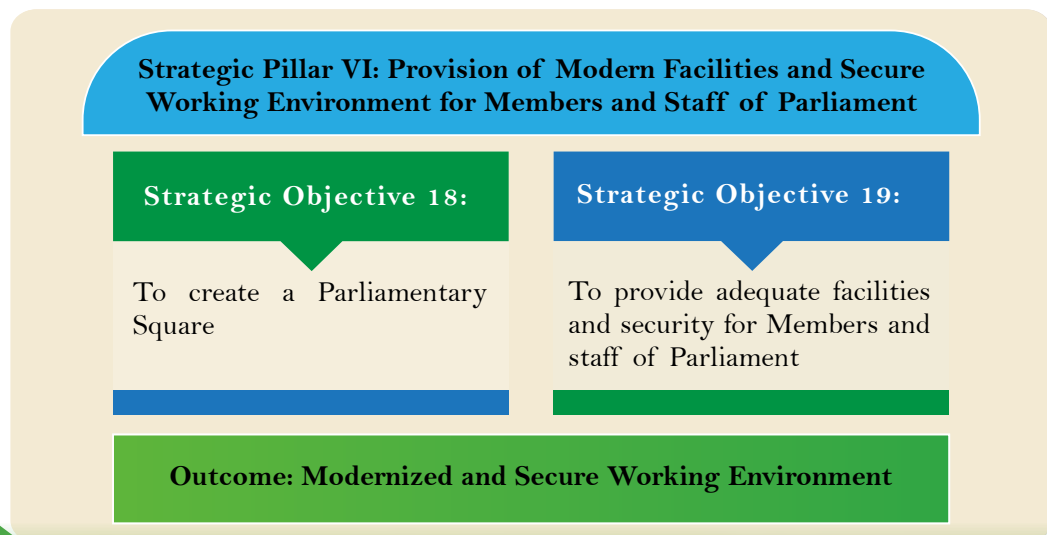 Strategic Pillar VI: Provision of Modern Facilities and Secure
Working Environment for Members and Staff of Parliament
Strategic Objective 18:
To create a Parliamentary
Square
Strategic Objective 19:
To provide adequate facilities
and security for Members and
staff of Parliament
Outcome: Modernized and Secure Working Environment